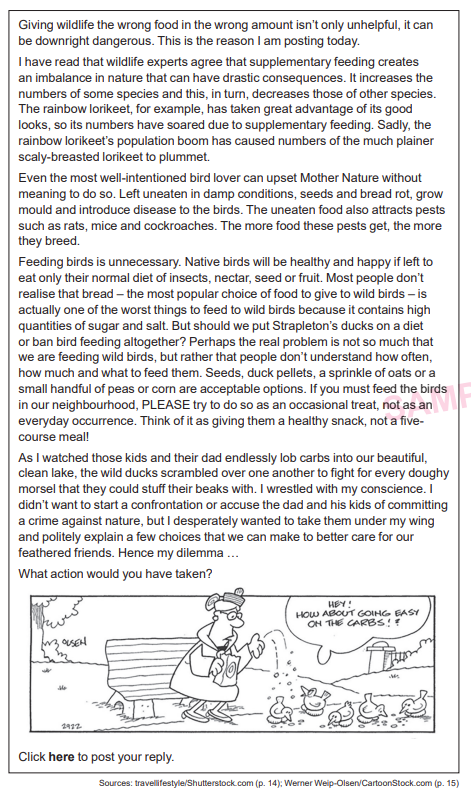 Giving wildlife the wrong food in the wrong amount isn't only unhelpful, it can
be downright dangerous. This is the reason I am posting today.
I have read that wildlife experts agree that supplementary feeding creates
an imbalance in nature that can have drastic consequences. It increases the
numbers of some species and this, in turn, decreases those of other species.
The rainbow lorikeet, for example, has taken great advantage of its good
looks, so its numbers have soared due to supplementary feeding. Sadly, the
rainbow lorikeet's population boom has caused numbers of the much plainer
scaly-breasted lorikeet to plummet.
Even the most well-intentioned bird lover can upset Mother Nature without
meaning to do so. Left uneaten in damp conditions, seeds and bread rot, grow
mould and introduce disease to the birds. The uneaten food also attracts pests
such as rats, mice and cockroaches. The more food these pests get, the more
they breed.
Feeding birds is unnecessary. Native birds will be healthy and happy if left to
eat only their normal diet of insects, nectar, seed or fruit. Most people don't
realise that bread – the most popular choice of food to give to wild birds – is
actually one of the worst things to feed to wild birds because it contains high
quantities of sugar and salt. But should we put Strapleton's ducks on a diet
or ban bird feeding altogether? Perhaps the real problem is not so much that
we are feeding wild birds, but rather that people don't understand how often,
how much and what to feed them. Seeds, duck pellets, a sprinkle of oats or a
small handful of peas or corn are acceptable options. If you must feed the birds
in our neighbourhood, PLEASE try to do so as an occasional treat, not as an
everyday occurrence. Think of it as giving them a healthy snack, not a five-
course meal!
SAMP
As I watched those kids and their dad endlessly lob carbs into our beautiful,
clean lake, the wild ducks scrambled over one another to fight for every doughy
morsel that they could stuff their beaks with. I wrestled with my conscience. I
didn't want to start a confrontation or accuse the dad and his kids of committing
a crime against nature, but I desperately wanted to take them under my wing
and politely explain a few choices that we can make to better care for our
feathered friends. Hence my dilemma …
What action would you have taken?
HEY!
HOW ABOUT GOING EASY
ON THE CARBS!?
OLSEN
2922
Click here to post your reply.
Sources: travellifestyle/Shutterstock.com (p. 14); Werner Weip-Olsen/CartoonStock.com (p. 15)